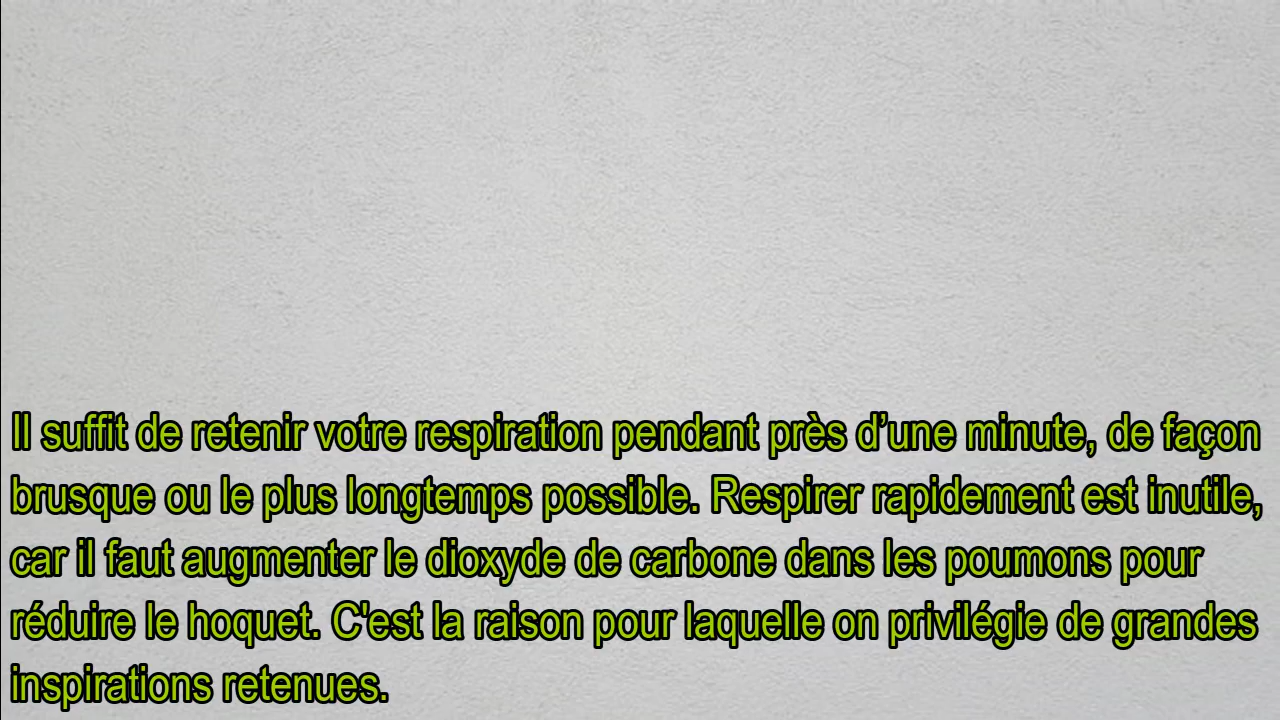 Il suffit de retenir votre respiration pendant près d’une minute, de façon
brusque ou le plus longtemps possible. Respirer rapidement est inutile,
car il faut augmenter le dioxyde de carbone dans les poumons pour
réduire le hoquet. C'est la raison pour laquelle on privilégie de grandes
inspirations retenues.